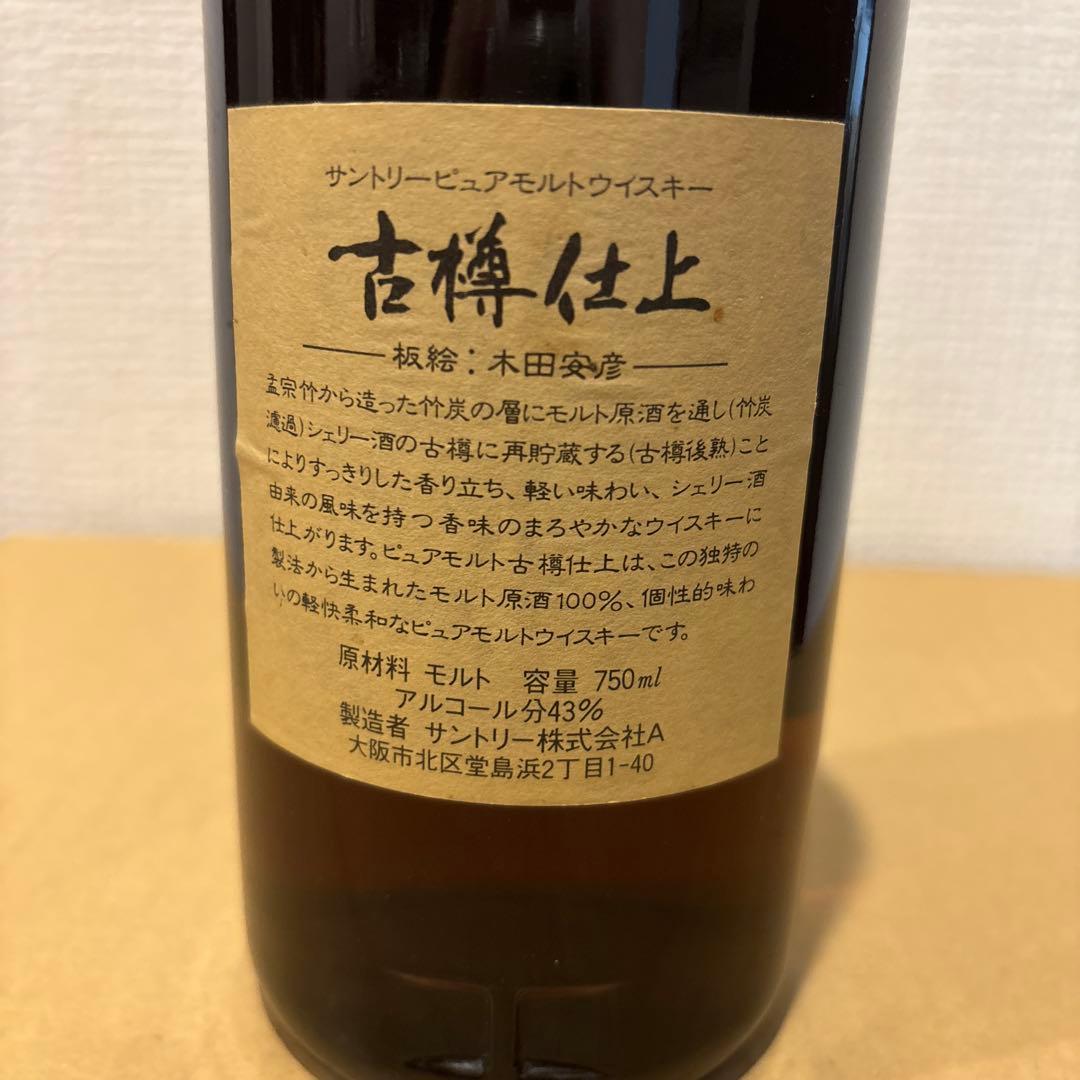 サントリーピュアモルトウイスキー
古樽仕上
板絵：木田安彦
孟宗竹から造った竹炭の層にモルト原酒を通し(竹炭
濾過)シェリー酒の古樽に再貯蔵する(古樽後熟)こと
によりすっきりした香り立ち、軽い味わい、シェリー酒
由来の風味を持つ香味のまろやかなウイスキーに
仕上がります。ピュアモルト古樽仕上は、この独特の
製法から生まれたモルト原酒100%、個性的味わ
いの軽快柔和なピュアモルトウイスキーです。
原材料 モルト 容量 750ml
アルコール分43%
製造者 サントリー株式会社A
大阪市北区堂島浜2丁目1-40